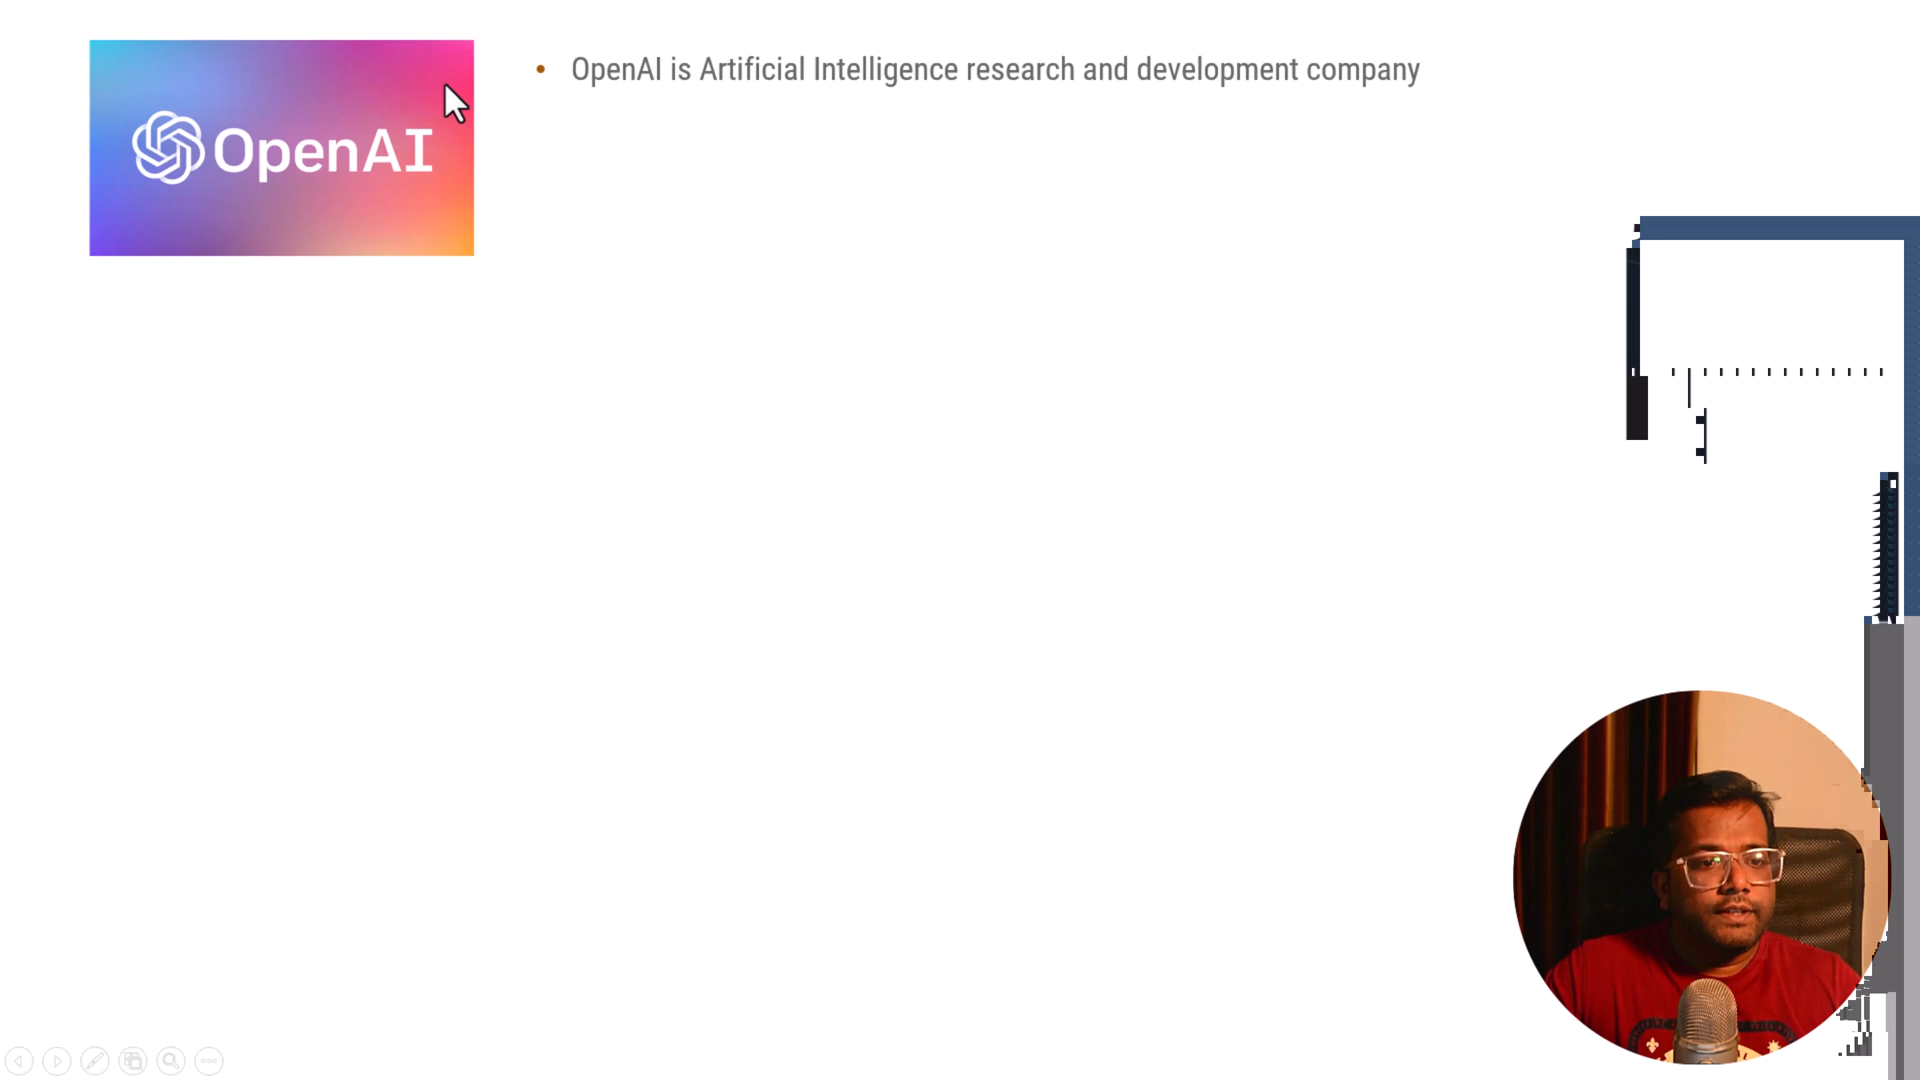 OpenAI
• OpenAI is Artificial Intelligence research and development company